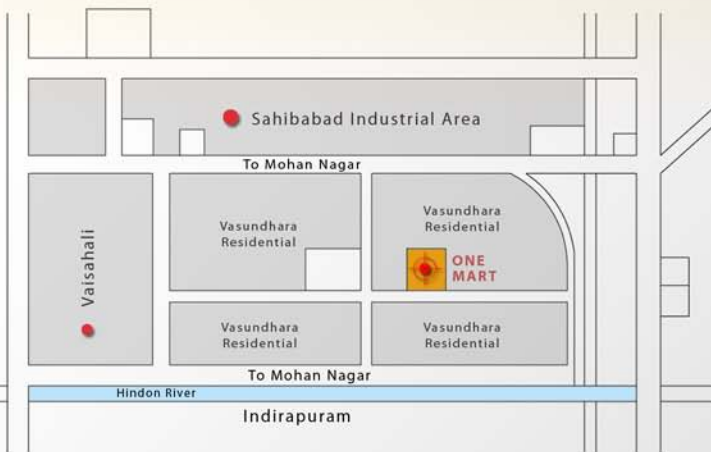 Sahibabad Industrial Area
To Mohan Nagar
Vaisahali
Vasundhara
Residential
Vasundhara
Residential
ONE
MART
Vasundhara
Residential
Vasundhara
Residential
To Mohan Nagar
Hindon River
Indirapuram